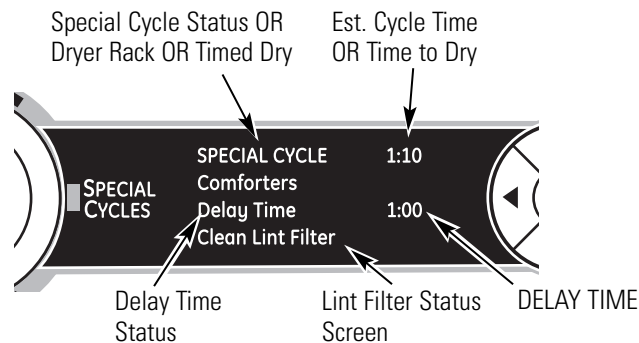 Special Cycle Status OR
Dryer Rack OR Timed Dry
Est. Cycle Time
OR Time to Dry
SPECIAL
CYCLES
SPECIAL CYCLE 1:10
Comforters
Delay Time 1:00
Clean Lint Filter
Delay Time
Status
Lint Filter Status
Screen
DELAY TIME